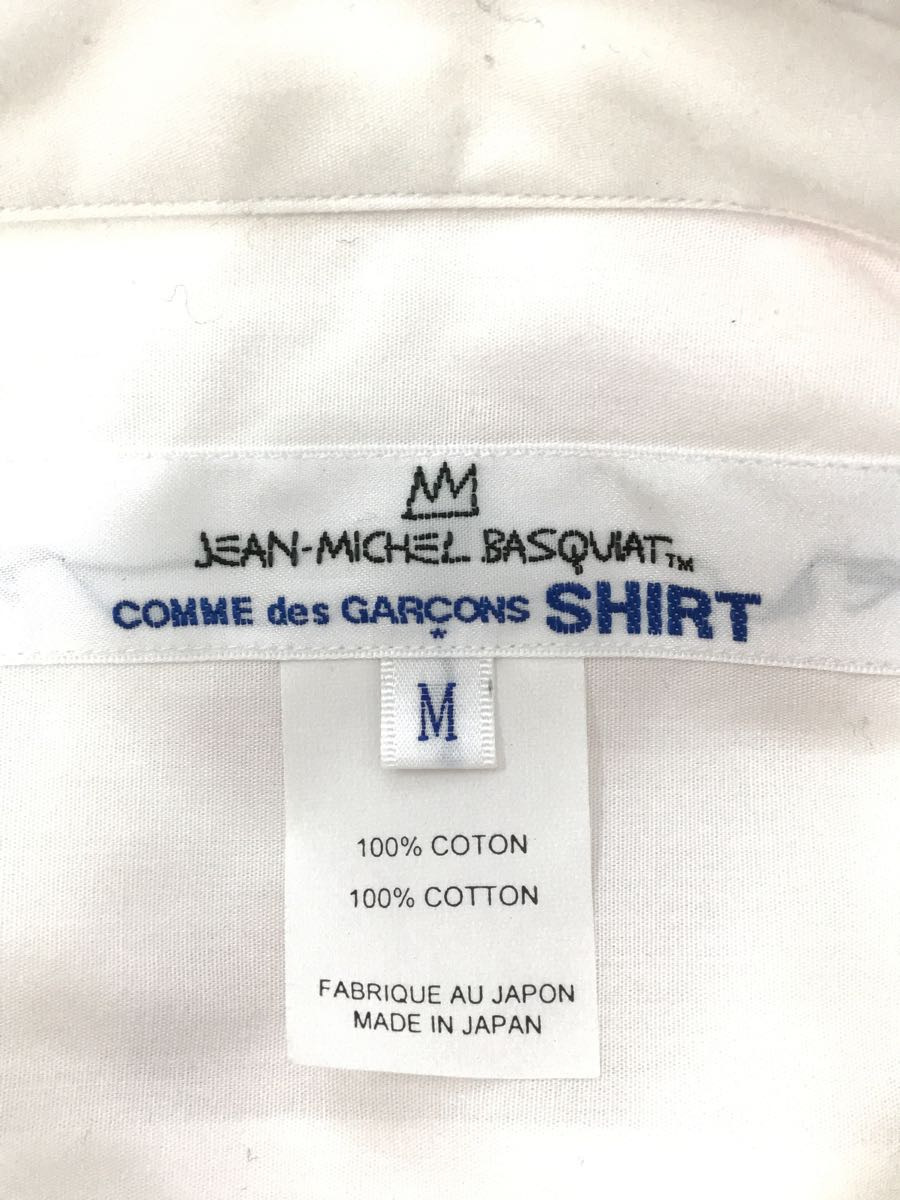 JEAN-MICHEL BASQUIAT™
COMME des GARÇONS SHIRT
*
M
100% COTON
100% COTTON
FABRIQUE AU JAPON
MADE IN JAPAN